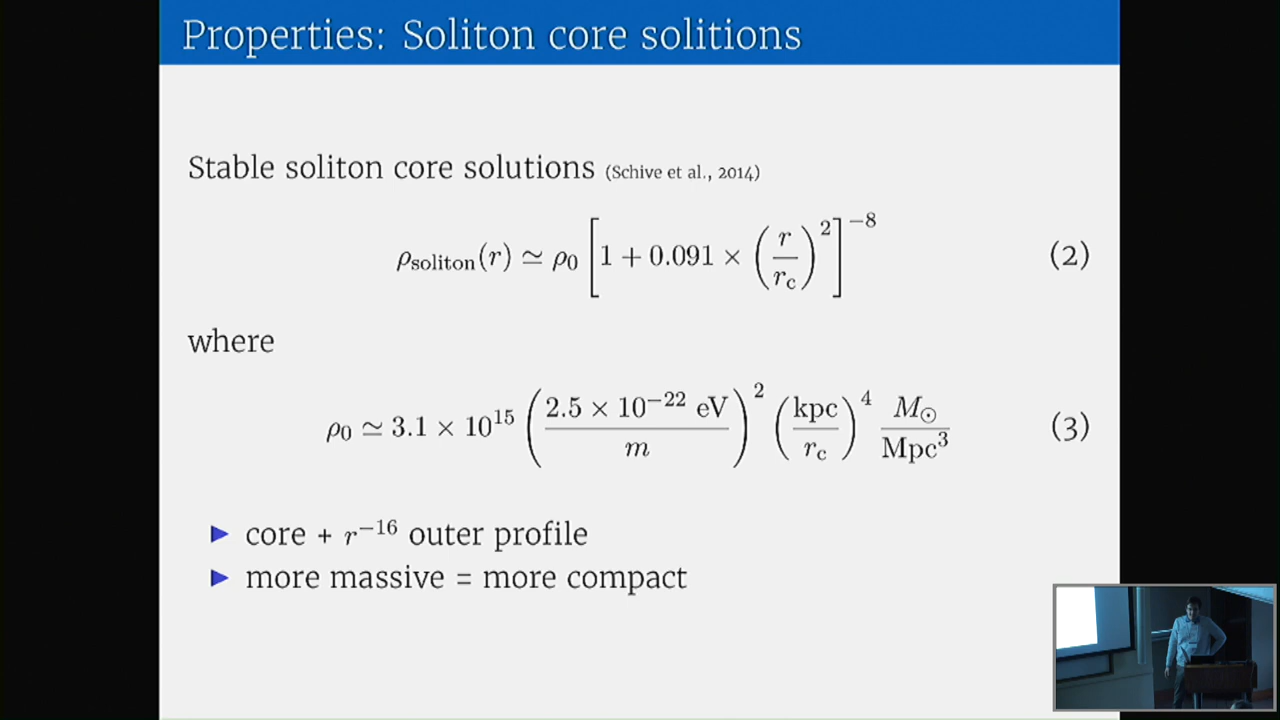 Properties: Soliton core solitions
Stable soliton core solutions (Schive et al., 2014)
ρ_soliton(r) ≃ ρ_0 [1 + 0.091 × (r/r_c)^2]^{-8} (2)
where
ρ_0 ≃ 3.1 × 10^{15} (2.5 × 10^{-22} eV/m)^2 (kpc/r_c)^4 M_⊙/Mpc^3 (3)
▶ core + r^{-16} outer profile
▶ more massive = more compact